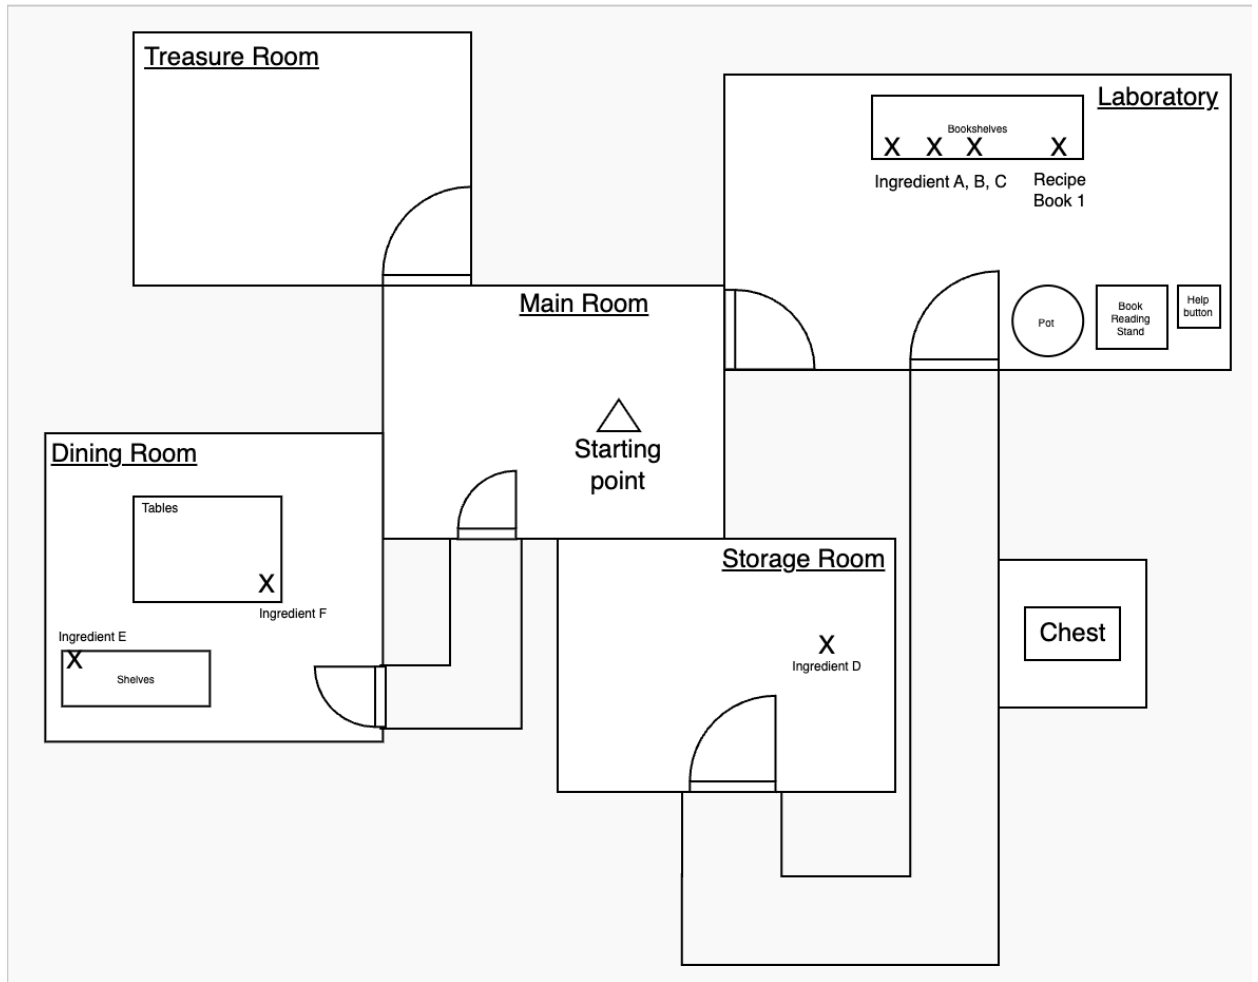 Treasure Room
Laboratory
Bookshelves
X X X X
Ingredient A, B, C
Recipe
Book 1
Main Room
Pot
Book
Reading
Stand
Help
button
Starting
point
Dining Room
Tables
X
Ingredient F
Ingredient E
X
Shelves
Storage Room
X
Ingredient D
Chest